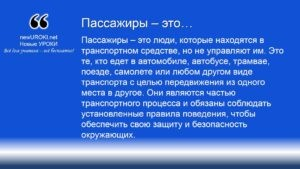 Пассажиры – это…
newUROKI.net
Новые УРОКИ
Всё для учителя – всё бесплатно!
Пассажиры – это люди, которые находятся в
транспортном средстве, но не управляют им. Это
те, кто едет в автомобиле, автобусе, трамвае,
поезде, самолете или любом другом виде
транспорта с целью передвижения из одного
места в другое. Они являются частью
транспортного процесса и обязаны соблюдать
установленные правила поведения, чтобы
обеспечить свою защиту и безопасность
окружающих.